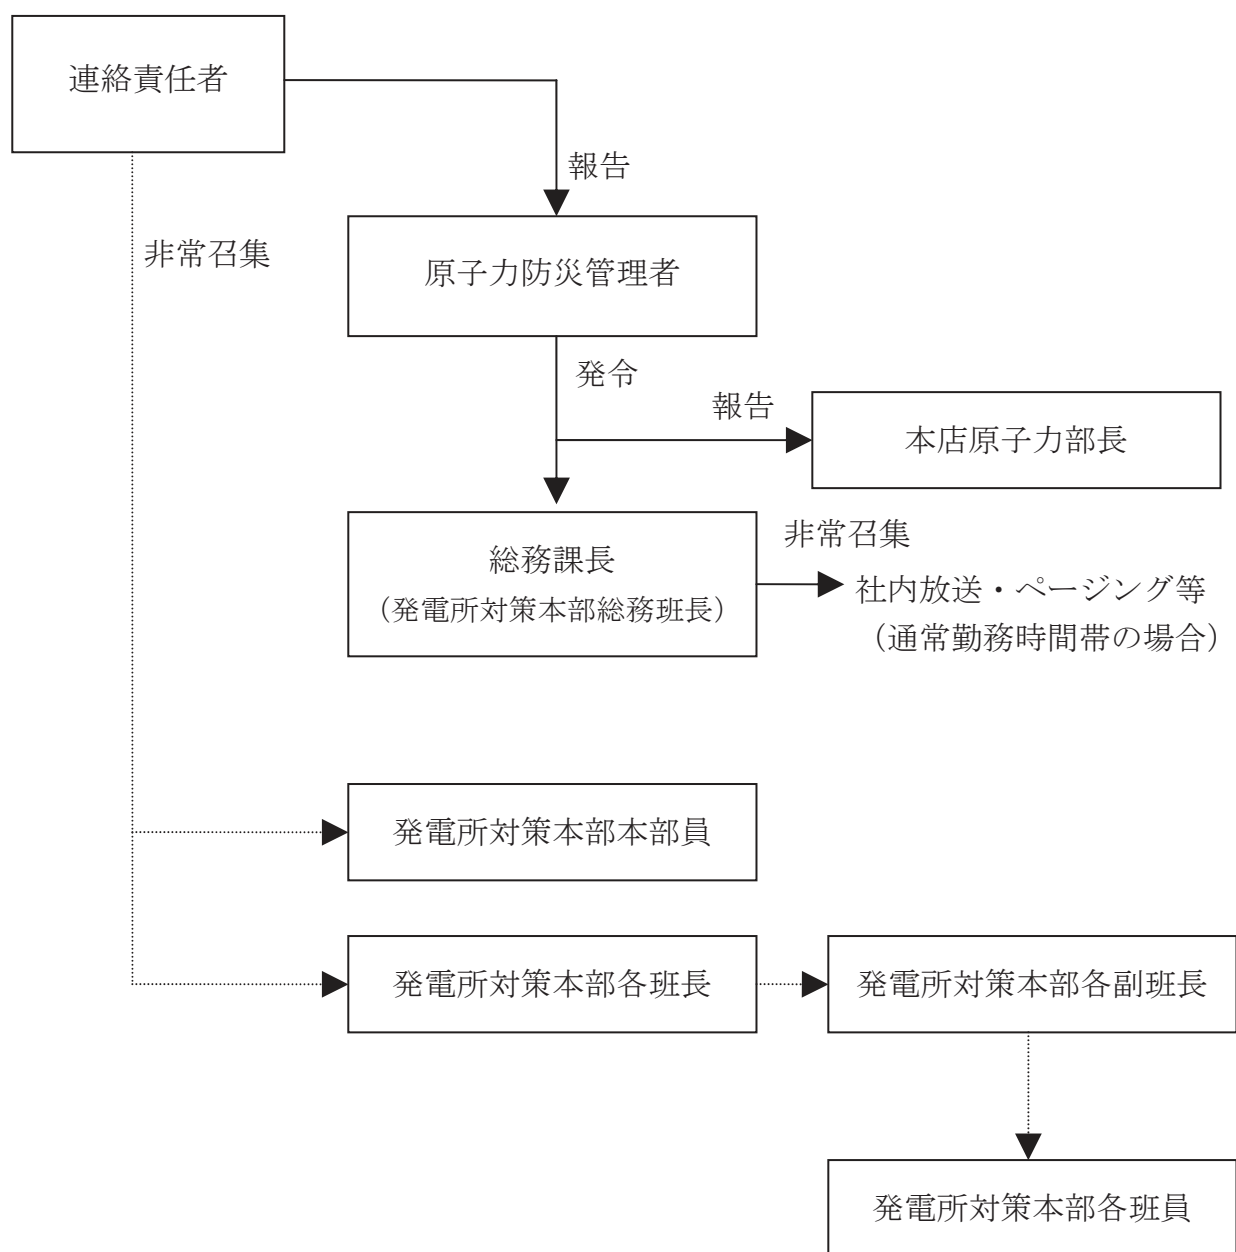 連絡責任者
報告
非常召集
原子力防災管理者
発令
報告
本店原子力部長
総務課長
（発電所対策本部総務班長）
非常召集
社内放送・ページング等
（通常勤務時間帯の場合）
発電所対策本部本部員
発電所対策本部各班長
発電所対策本部各副班長
発電所対策本部各班員